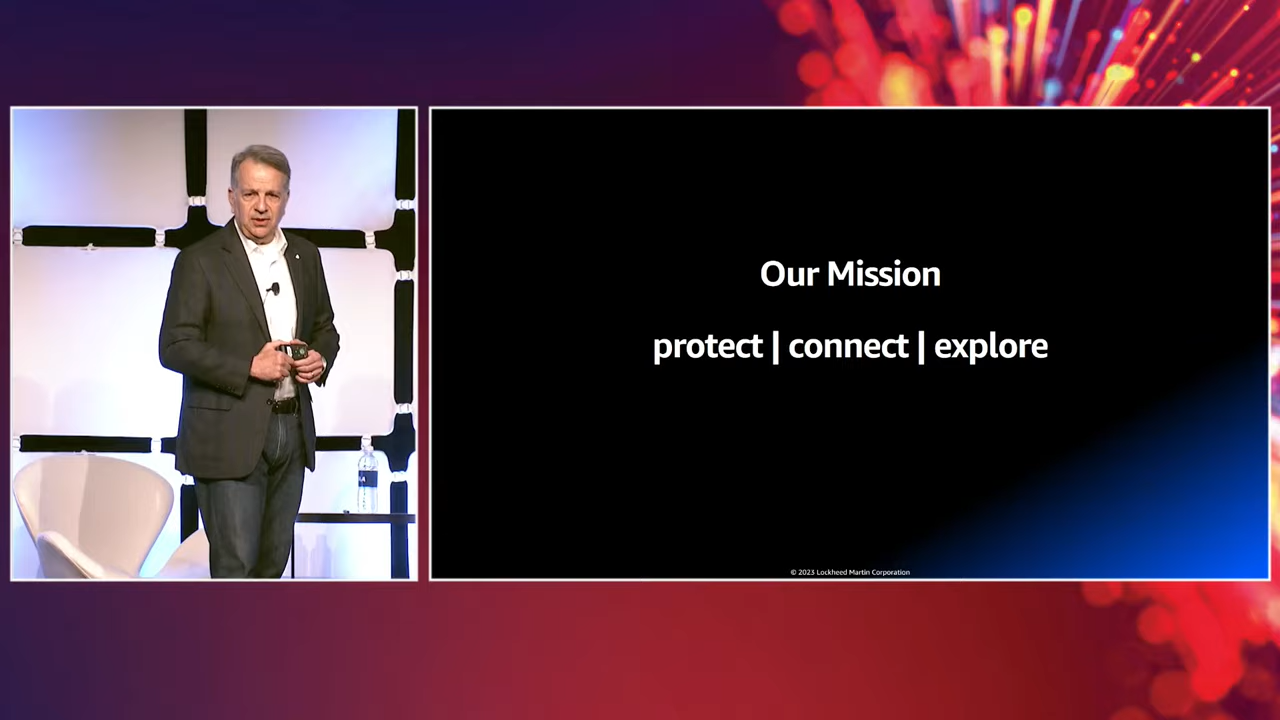 Our Mission
protect | connect | explore
© 2023 Lockheed Martin Corporation